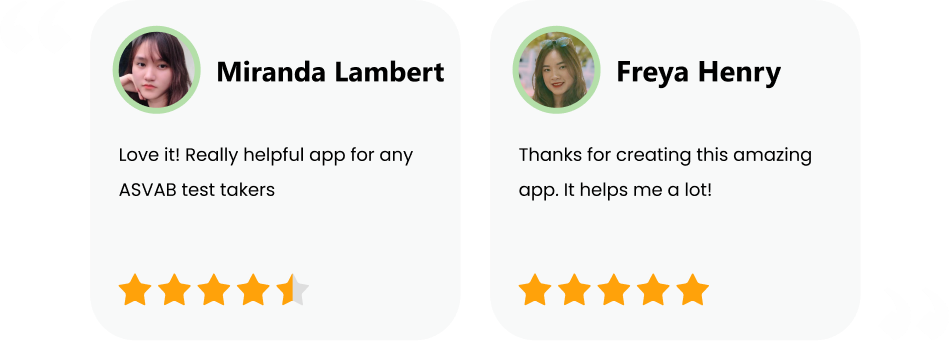 Miranda Lambert
Love it! Really helpful app for any
ASVAB test takers
Freya Henry
Thanks for creating this amazing
app. It helps me a lot!